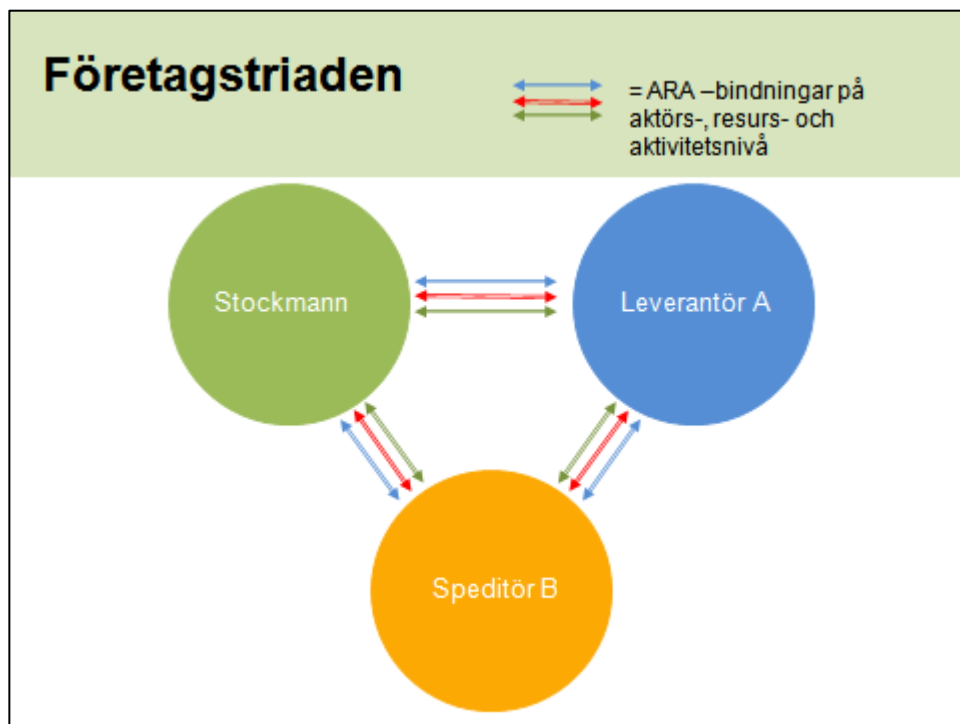 Företagstriaden
= ARA –bindningar på
aktörs-, resurs- och
aktivitetsnivå
Stockmann
Leverantör A
Speditör B